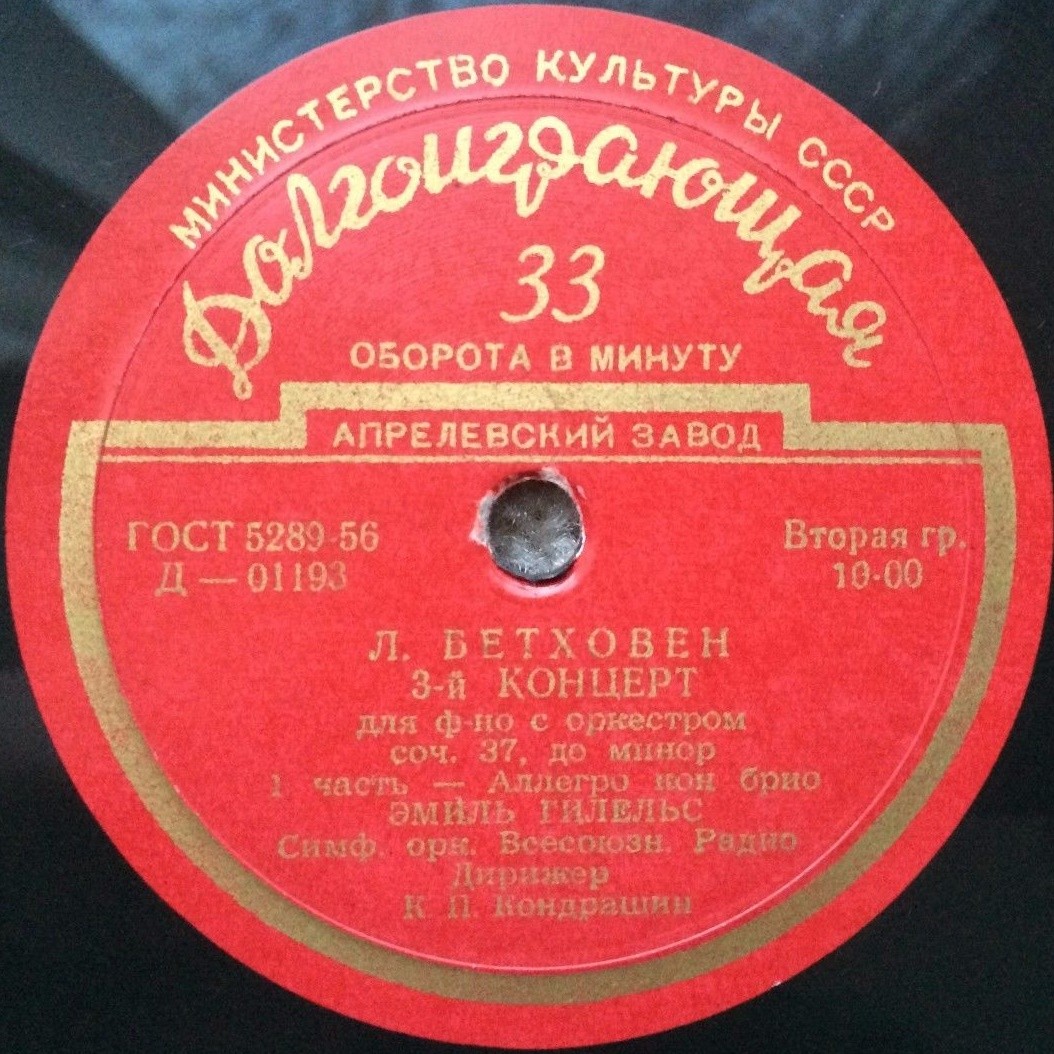 МИНИСТЕРСТВО КУЛЬТУРЫ СССР
Долгоиграющая
33
ОБОРОТА В МИНУТУ
АПРЕЛЕВСКИЙ ЗАВОД
ГОСТ 5289-56
Д — 01193
Вторая гр.
10-00
Л. БЕТХОВЕН
3-й КОНЦЕРТ
для ф-но с оркестром
соч. 37, до минор
1 часть — Аллегро кон брио
ЭМИЛЬ ГИЛЕЛЬС
Симф. орк. Всесоюзн. Радио
Дирижер
К П. Кондрашин